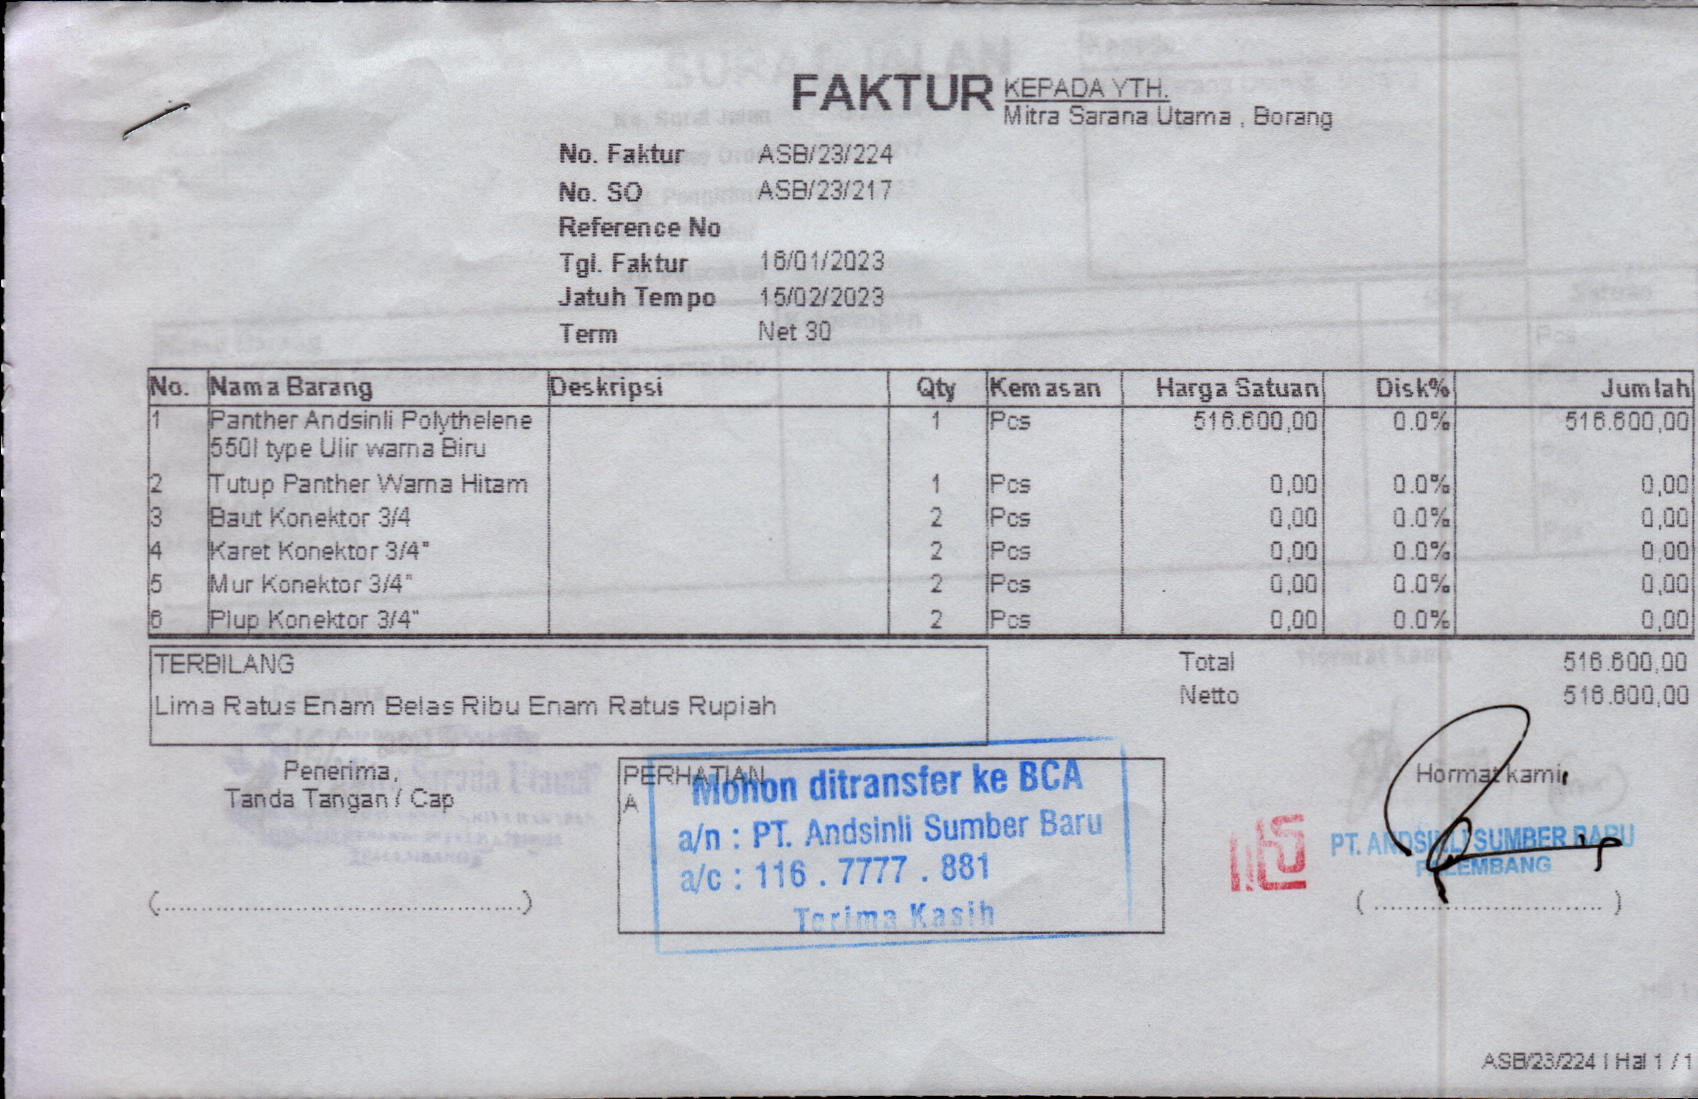 FAKTUR
KEPADA YTH.
Mitra Sarana Utama , Borang
No. Faktur ASB/23/224
No. SO ASB/23/217
Reference No
Tgl. Faktur 16/01/2023
Jatuh Tempo 15/02/2023
Term Net 30
No. Nama Barang Deskripsi Qty Kemasan Harga Satuan Disk% Jumlah
1 Panther Andsinli Polythelene 1 Pcs 516.600,00 0.0% 516.600,00
550l type Ulir warna Biru
2 Tutup Panther Warna Hitam 1 Pcs 0,00 0.0% 0,00
3 Baut Konektor 3/4 2 Pcs 0,00 0.0% 0,00
4 Karet Konektor 3/4" 2 Pcs 0,00 0.0% 0,00
5 Mur Konektor 3/4" 2 Pcs 0,00 0.0% 0,00
6 Plup Konektor 3/4" 2 Pcs 0,00 0.0% 0,00
TERBILANG
Lima Ratus Enam Belas Ribu Enam Ratus Rupiah
Total 516.600,00
Netto 516.600,00
Penerima,
Tanda Tangan / Cap
(................................................)
PERHATIAN
A
Mohon ditransfer ke BCA
a/n : PT. Andsinli Sumber Baru
a/c : 116 . 7777 . 881
Terima Kasih
Hormat kami,
PT. ANDSINLI SUMBER BARU
PALEMBANG
( .............................. )
ASB/23/224 | Hal 1 / 1